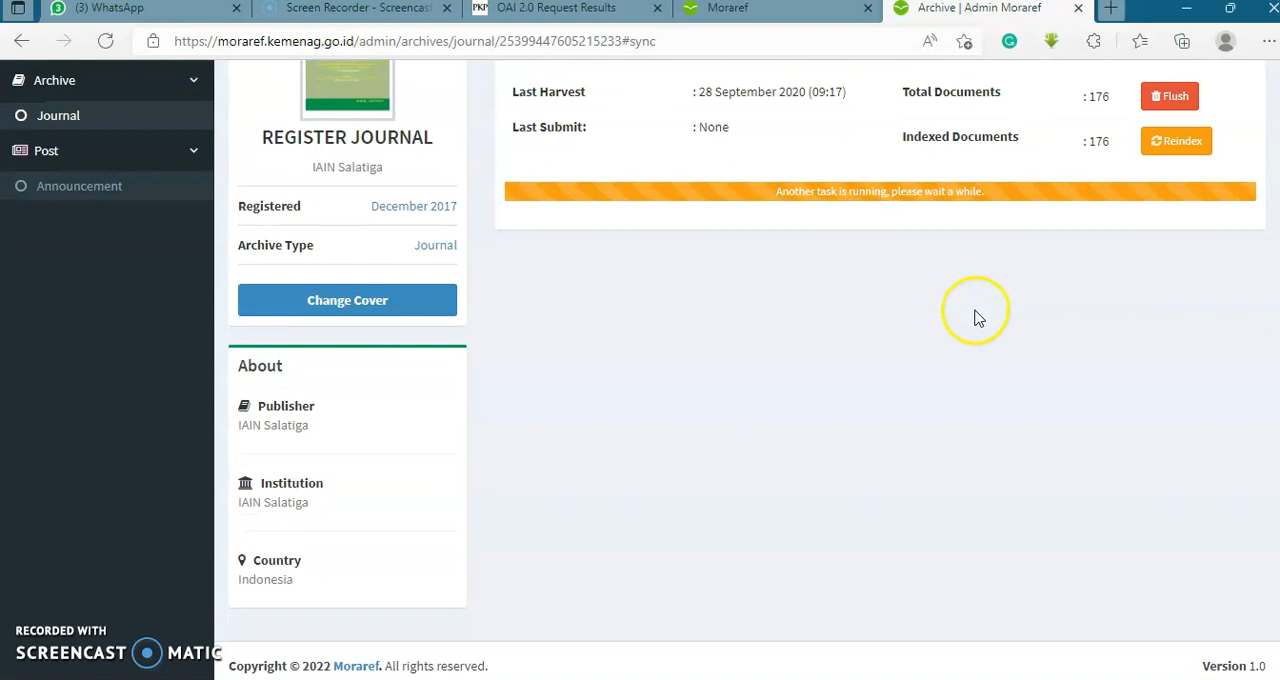 (3) WhatsApp
Screen Recorder - Screencast
PKP OAI 2.0 Request Results
Moraref
Archive | Admin Moraref
https://moraref.kemenag.go.id/admin/archives/journal/25399447605215233#sync
Archive
Journal
Post
Announcement
REGISTER JOURNAL
IAIN Salatiga
Registered December 2017
Archive Type Journal
Change Cover
About
Publisher
IAIN Salatiga
Institution
IAIN Salatiga
Country
Indonesia
Last Harvest : 28 September 2020 (09:17)
Last Submit: : None
Total Documents : 176 Flush
Indexed Documents : 176 Reindex
Another task is running, please wait a while.
RECORDED WITH
SCREENCAST MATIC
Copyright © 2022 Moraref. All rights reserved.
Version 1.0